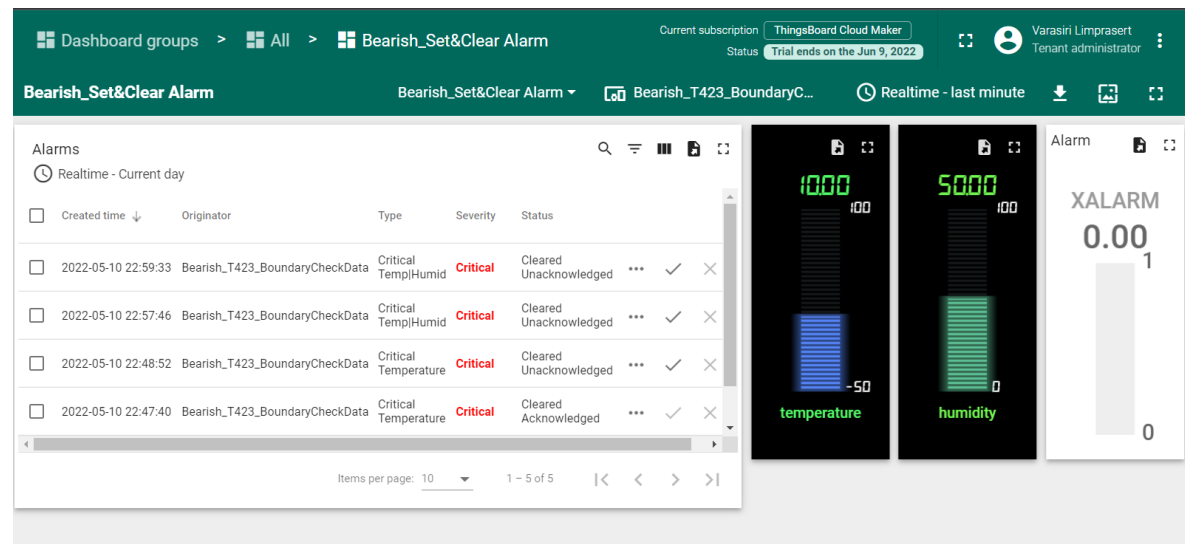 Dashboard groups > All > Bearish_Set&Clear Alarm
Current subscription ThingsBoard Cloud Maker
Status Trial ends on the Jun 9, 2022
Varasiri Limprasert
Tenant administrator
Bearish_Set&Clear Alarm
Bearish_Set&Clear Alarm
Bearish_T423_BoundaryC...
Realtime - last minute
Alarms
Realtime - Current day
Created time Originator Type Severity Status
2022-05-10 22:59:33 Bearish_T423_BoundaryCheckData Critical Temp|Humid Critical Cleared Unacknowledged
2022-05-10 22:57:46 Bearish_T423_BoundaryCheckData Critical Temp|Humid Critical Cleared Unacknowledged
2022-05-10 22:48:52 Bearish_T423_BoundaryCheckData Critical Temperature Critical Cleared Unacknowledged
2022-05-10 22:47:40 Bearish_T423_BoundaryCheckData Critical Temperature Critical Cleared Acknowledged
Items per page: 10 1 – 5 of 5
10.00
100
-50
temperature
50.00
100
0
humidity
Alarm
XALARM
0.00
1
0